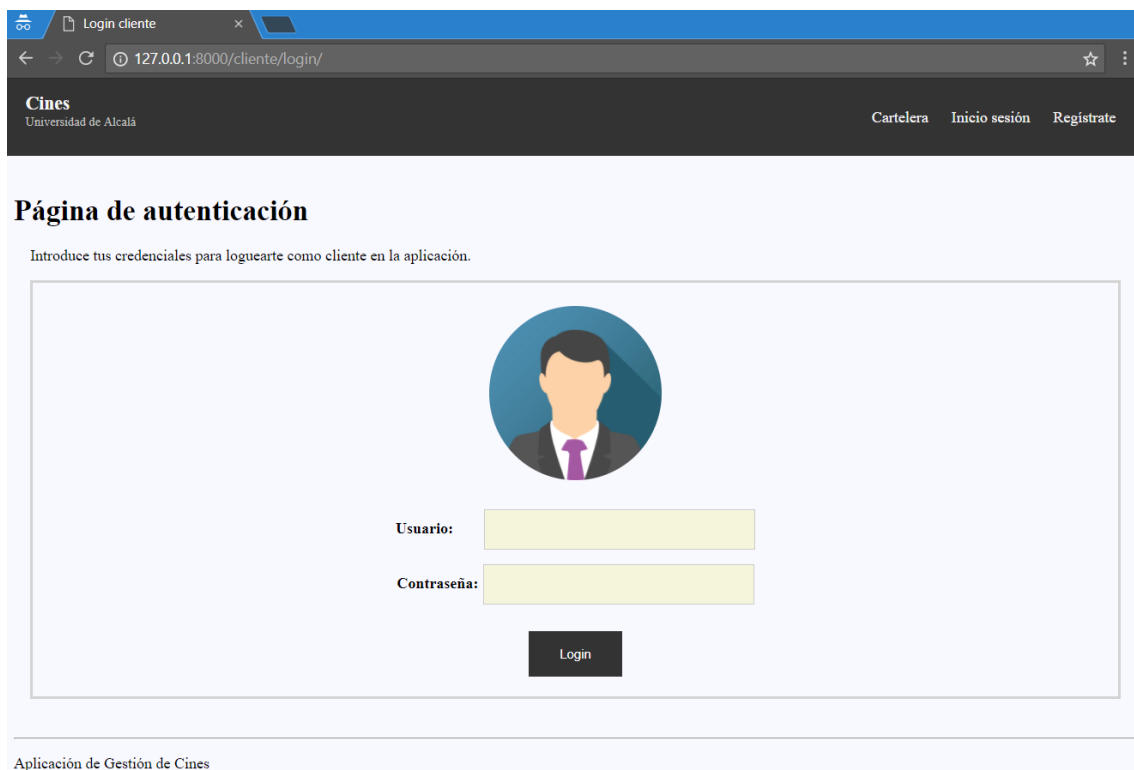 Login cliente
127.0.0.1:8000/cliente/login/
Cines
Universidad de Alcalá
Cartelera Inicio sesión Regístrate
Página de autenticación
Introduce tus credenciales para loguearte como cliente en la aplicación.
Usuario:
Contraseña:
Login
Aplicación de Gestión de Cines